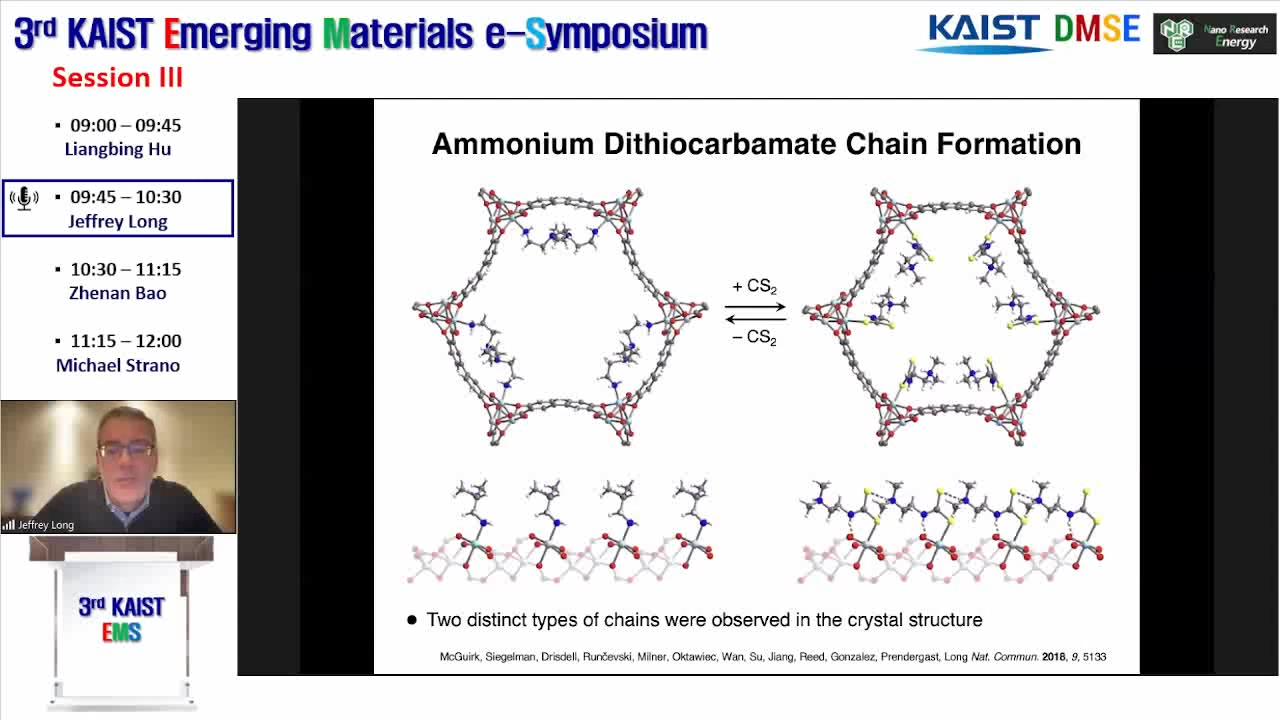 3rd KAIST Emerging Materials e-Symposium
KAIST DMSE
NRE
Nano Research
Energy
Session III
▪ 09:00 – 09:45
Liangbing Hu
▪ 09:45 – 10:30
Jeffrey Long
▪ 10:30 – 11:15
Zhenan Bao
▪ 11:15 – 12:00
Michael Strano
Jeffrey Long
3rd KAIST
EMS
Ammonium Dithiocarbamate Chain Formation
+ CS₂
– CS₂
● Two distinct types of chains were observed in the crystal structure
McGuirk, Siegelman, Drisdell, Runčevski, Milner, Oktawiec, Wan, Su, Jiang, Reed, Gonzalez, Prendergast, Long Nat. Commun. 2018, 9, 5133